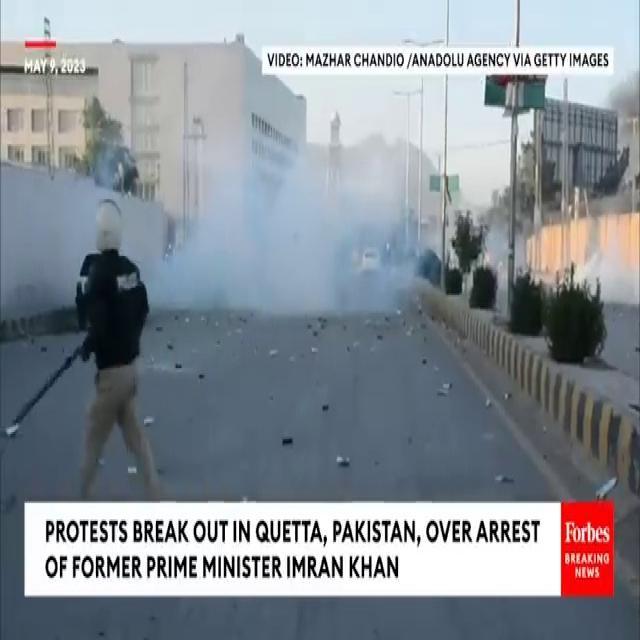 MAY 9, 2023
VIDEO: MAZHAR CHANDIO /ANADOLU AGENCY VIA GETTY IMAGES
POLICE
PROTESTS BREAK OUT IN QUETTA, PAKISTAN, OVER ARREST
OF FORMER PRIME MINISTER IMRAN KHAN
Forbes
BREAKING
NEWS